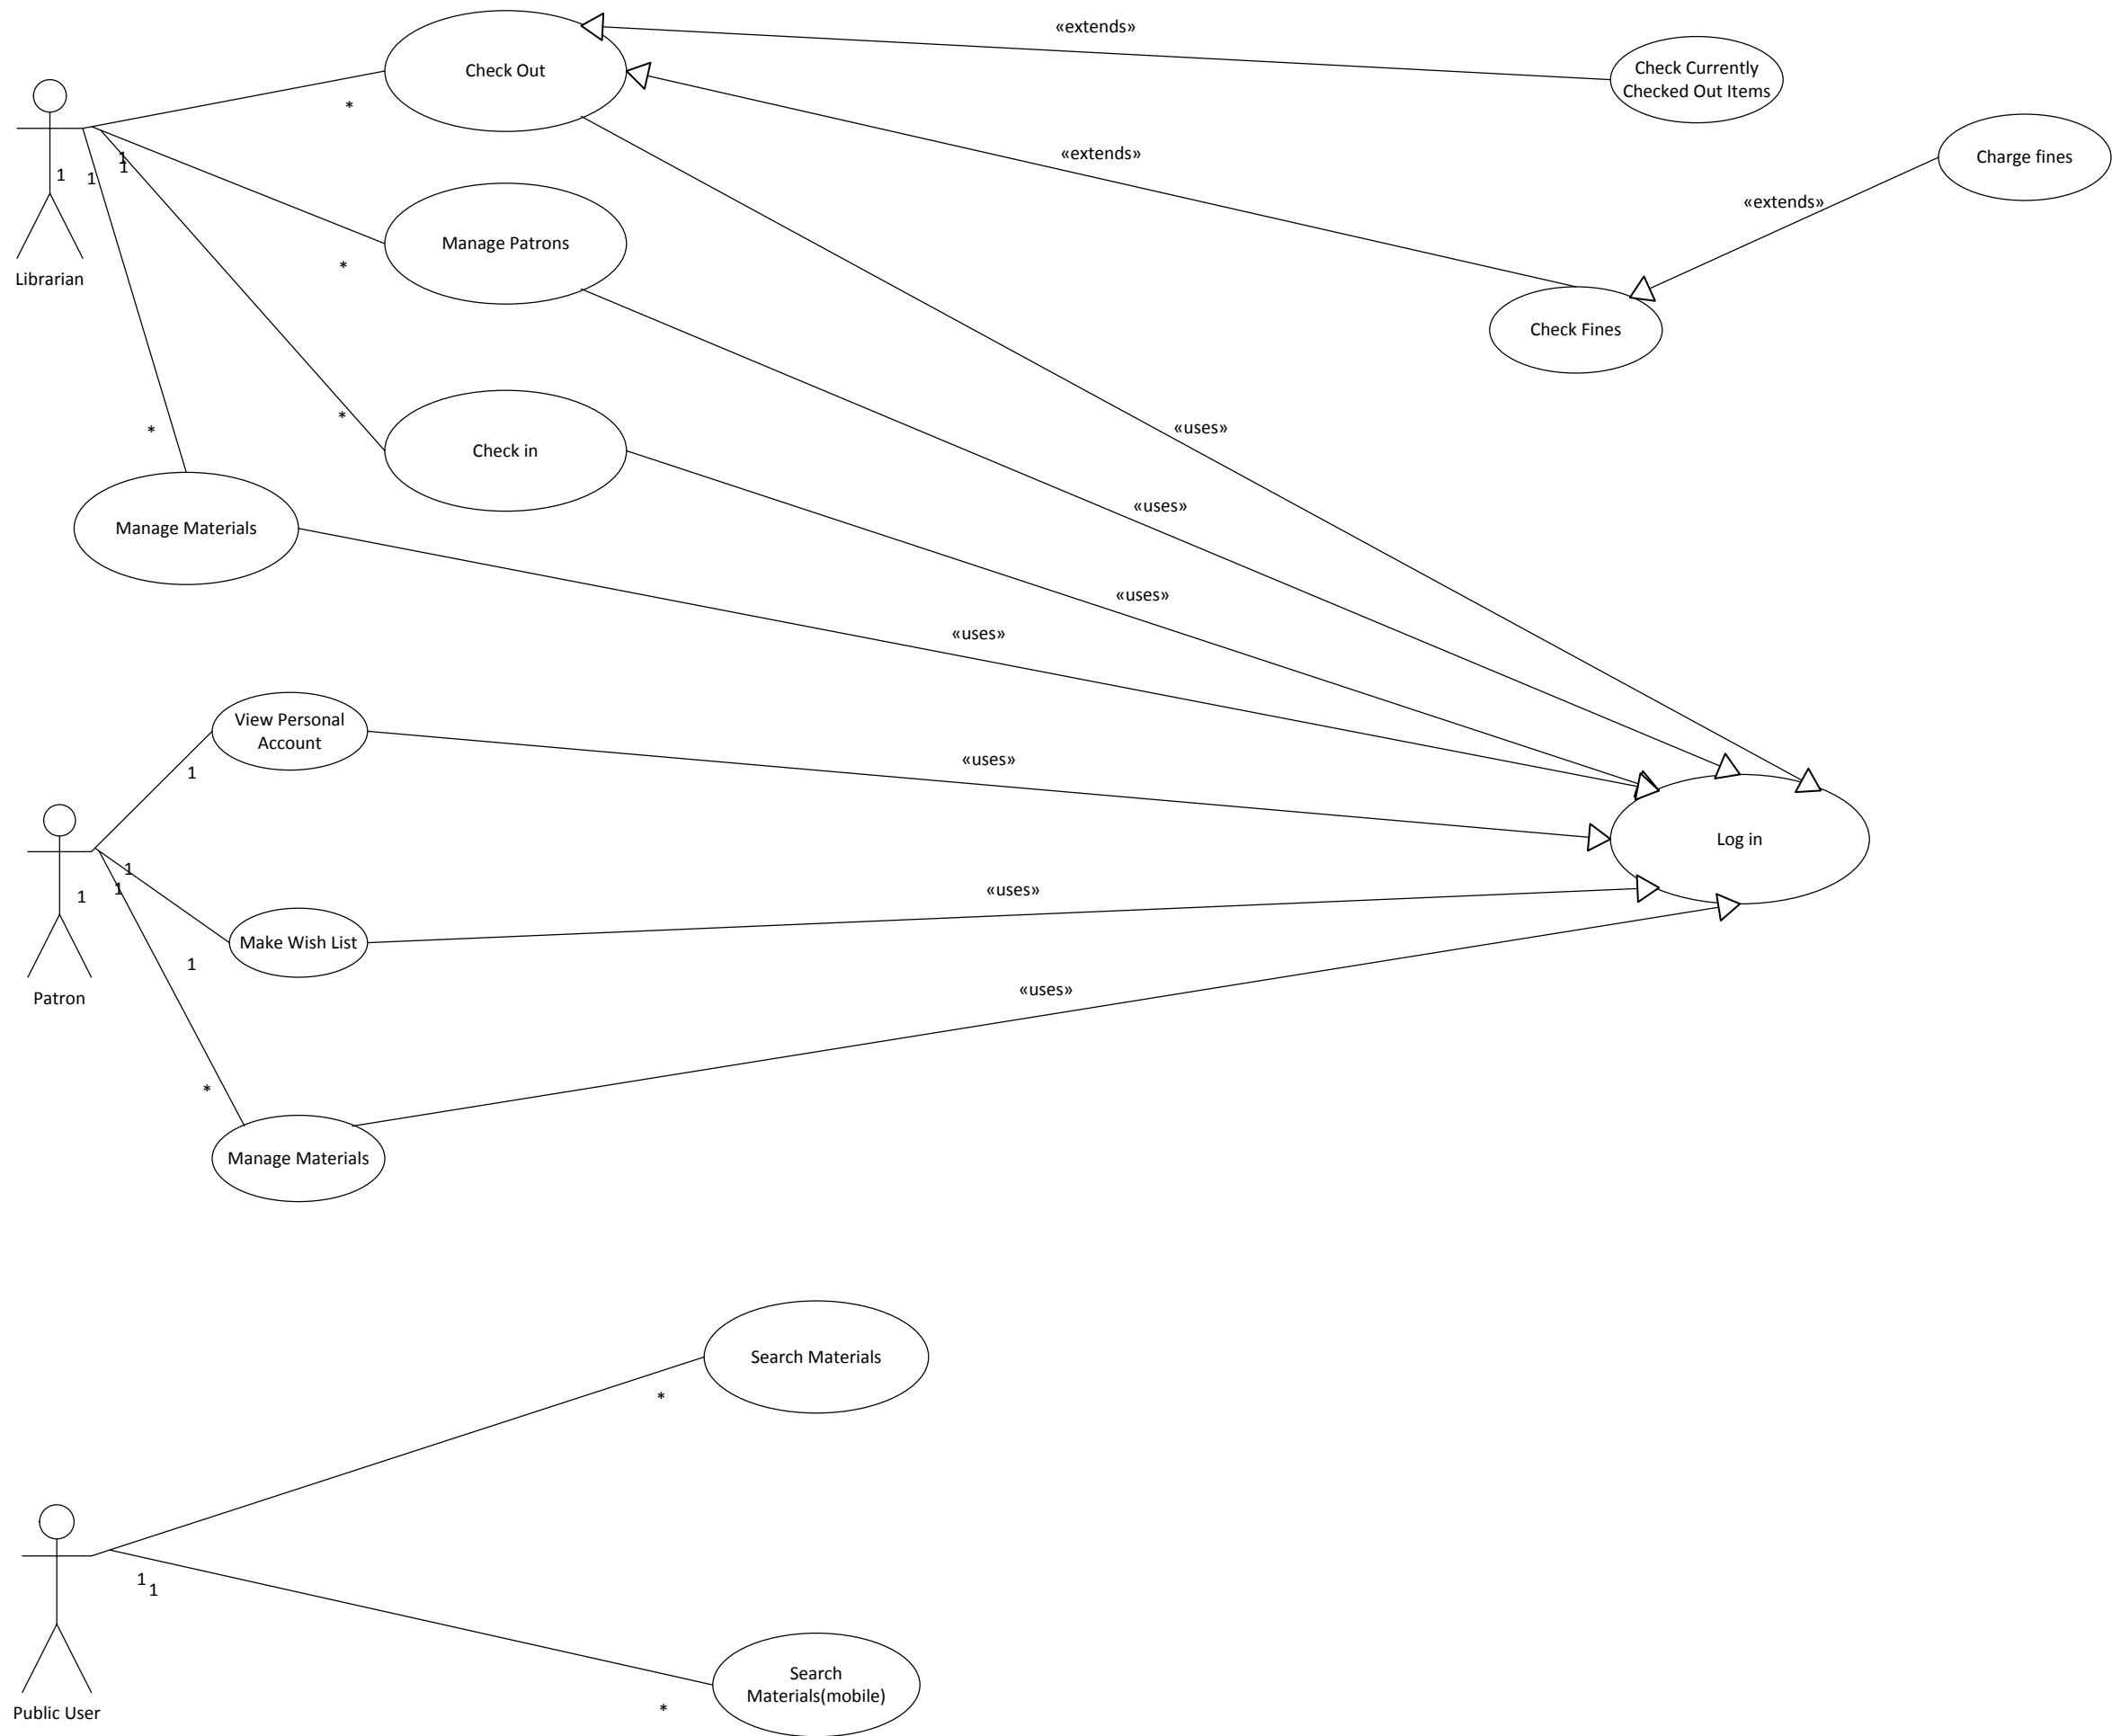 «extends»
Check Out
Check Currently
Checked Out Items
*
«extends»
Charge fines
1
1
1
1
«extends»
Manage Patrons
*
Librarian
Check Fines
*
*
«uses»
Check in
«uses»
Manage Materials
«uses»
«uses»
View Personal
Account
1
«uses»
Log in
1
1
1
«uses»
Make Wish List
1
Patron
«uses»
*
Manage Materials
Search Materials
*
1
1
Search
Materials(mobile)
*
Public User